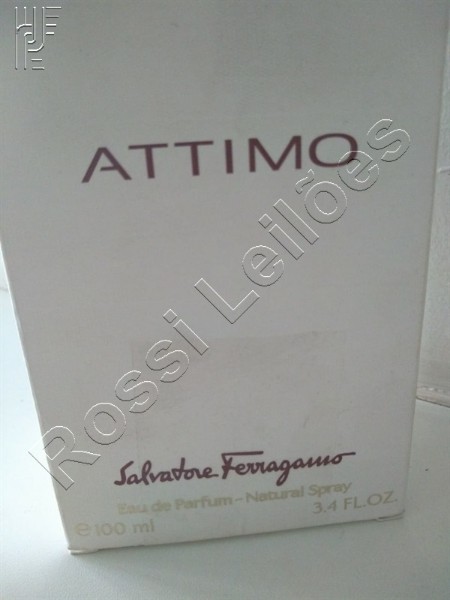 ATTIMO
Rossi Leilões
Salvatore Ferragamo
Eau de Parfum - Natural Spray
℮ 100 ml 3.4 FL.OZ.